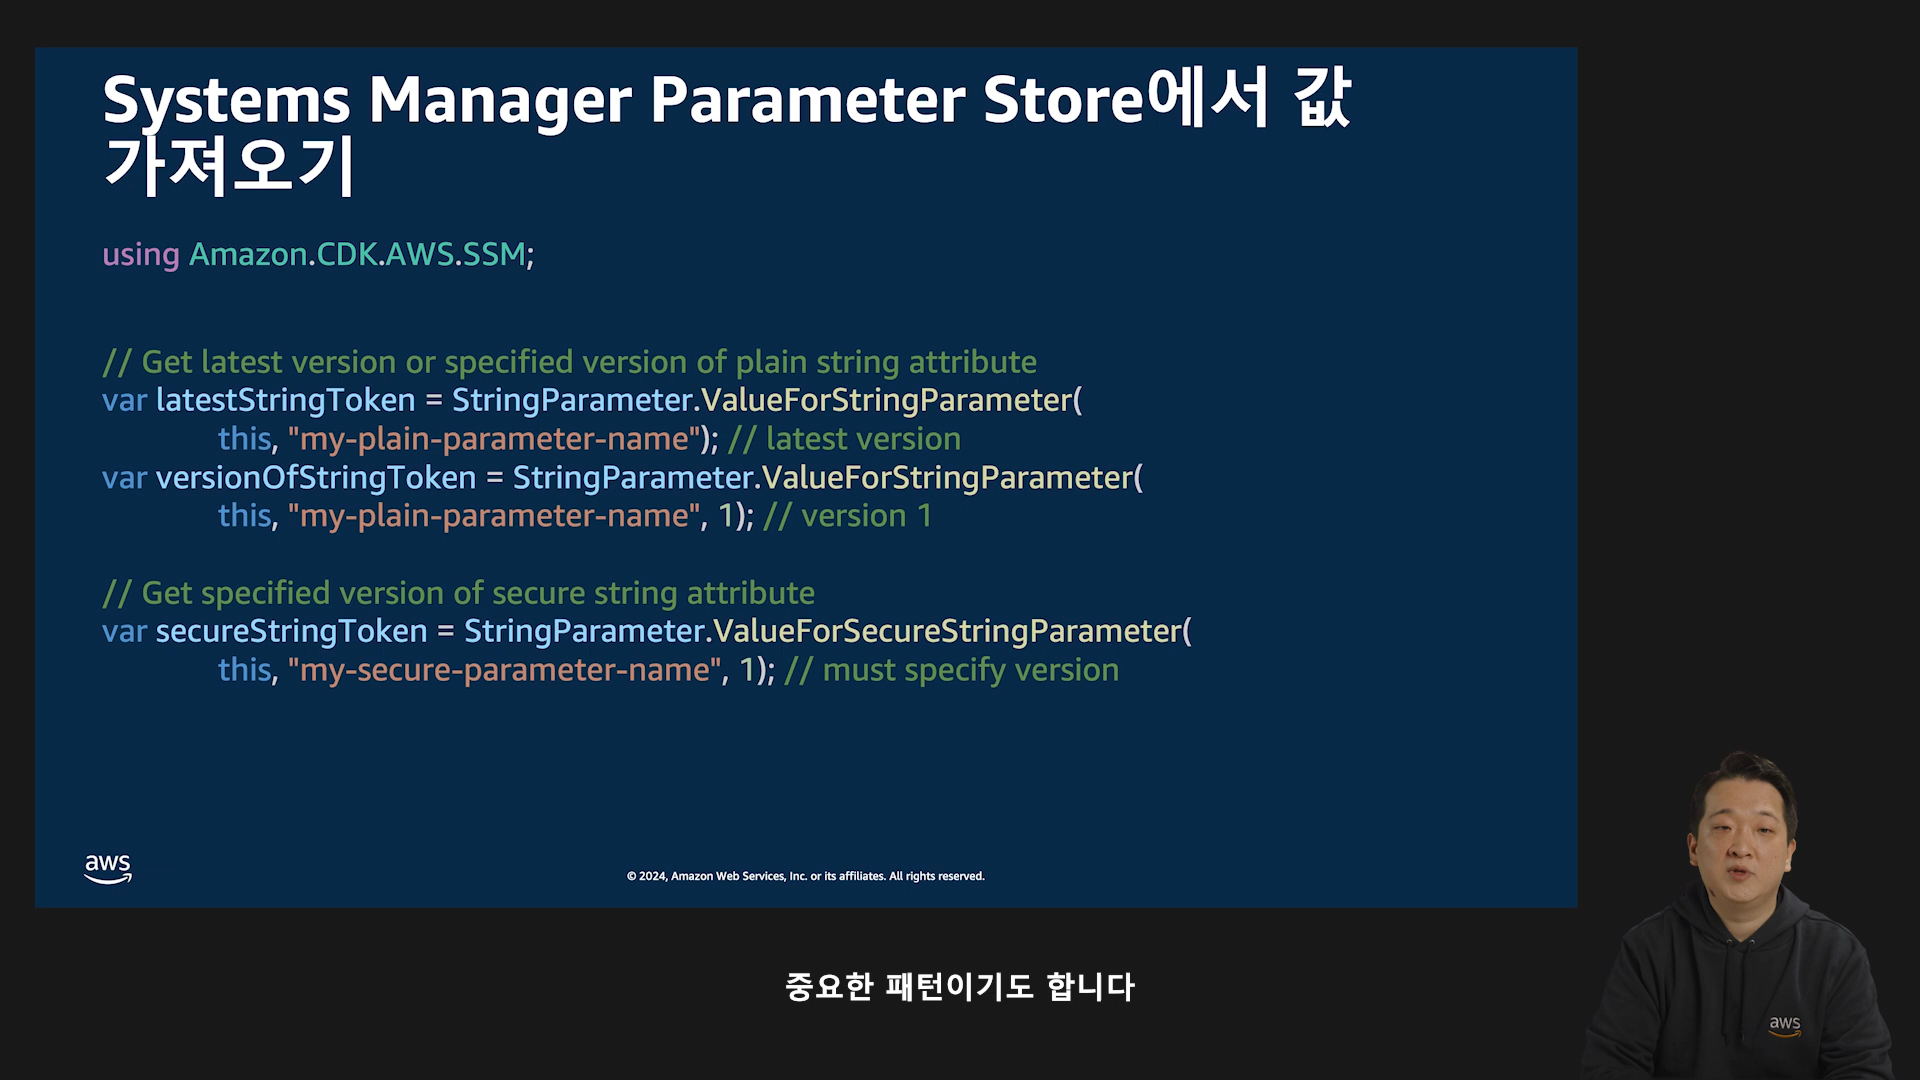 Systems Manager Parameter Store에서 값
가져오기
using Amazon.CDK.AWS.SSM;
// Get latest version or specified version of plain string attribute
var latestStringToken = StringParameter.ValueForStringParameter(
this, "my-plain-parameter-name"); // latest version
var versionOfStringToken = StringParameter.ValueForStringParameter(
this, "my-plain-parameter-name", 1); // version 1
// Get specified version of secure string attribute
var secureStringToken = StringParameter.ValueForSecureStringParameter(
this, "my-secure-parameter-name", 1); // must specify version
aws
© 2024, Amazon Web Services, Inc. or its affiliates. All rights reserved.
중요한 패턴이기도 합니다
aws